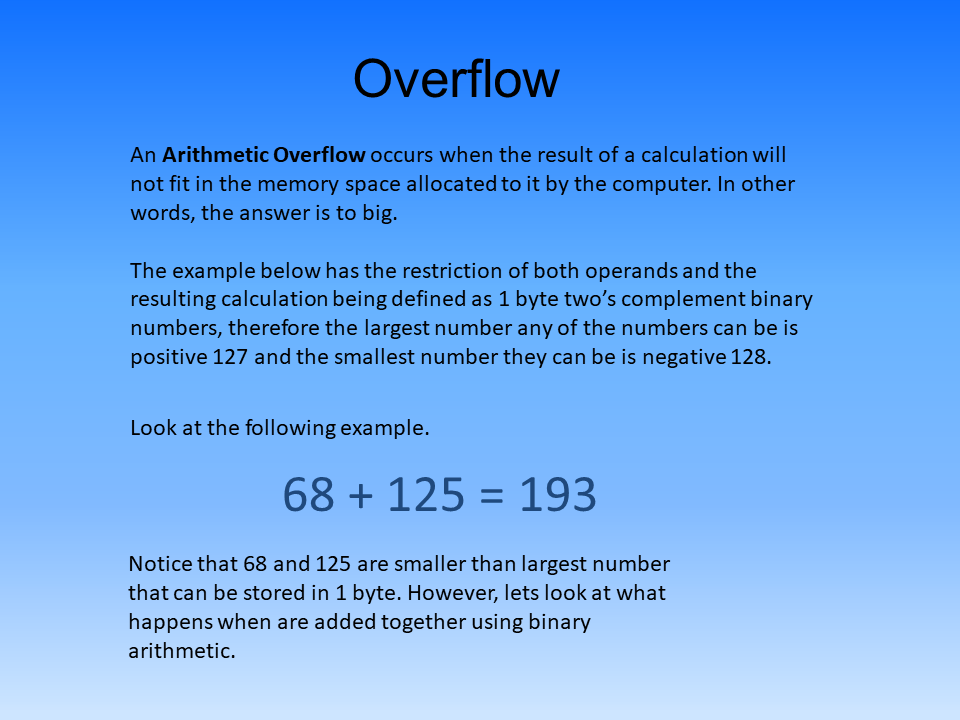 Overflow
An Arithmetic Overflow occurs when the result of a calculation will
not fit in the memory space allocated to it by the computer. In other
words, the answer is to big.
The example below has the restriction of both operands and the
resulting calculation being defined as 1 byte two’s complement binary
numbers, therefore the largest number any of the numbers can be is
positive 127 and the smallest number they can be is negative 128.
Look at the following example.
68 + 125 = 193
Notice that 68 and 125 are smaller than largest number
that can be stored in 1 byte. However, lets look at what
happens when are added together using binary
arithmetic.